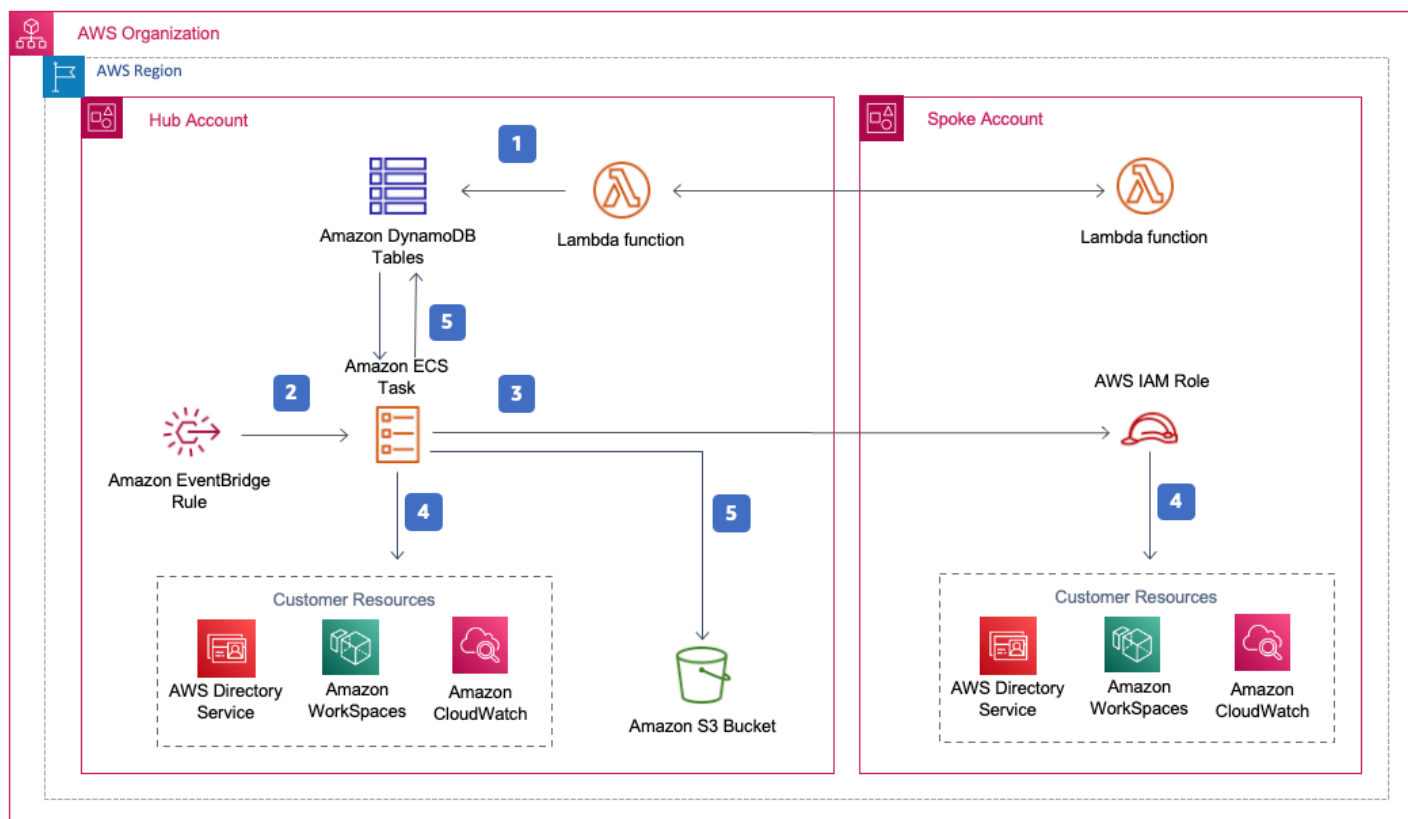 AWS Organization
AWS Region
Hub Account
Spoke Account
1
Amazon DynamoDB
Tables
Lambda function
Lambda function
5
Amazon ECS
Task
2
3
AWS IAM Role
Amazon EventBridge
Rule
4
5
4
Customer Resources
AWS Directory
Service
Amazon
WorkSpaces
Amazon
CloudWatch
Amazon S3 Bucket
Customer Resources
AWS Directory
Service
Amazon
WorkSpaces
Amazon
CloudWatch